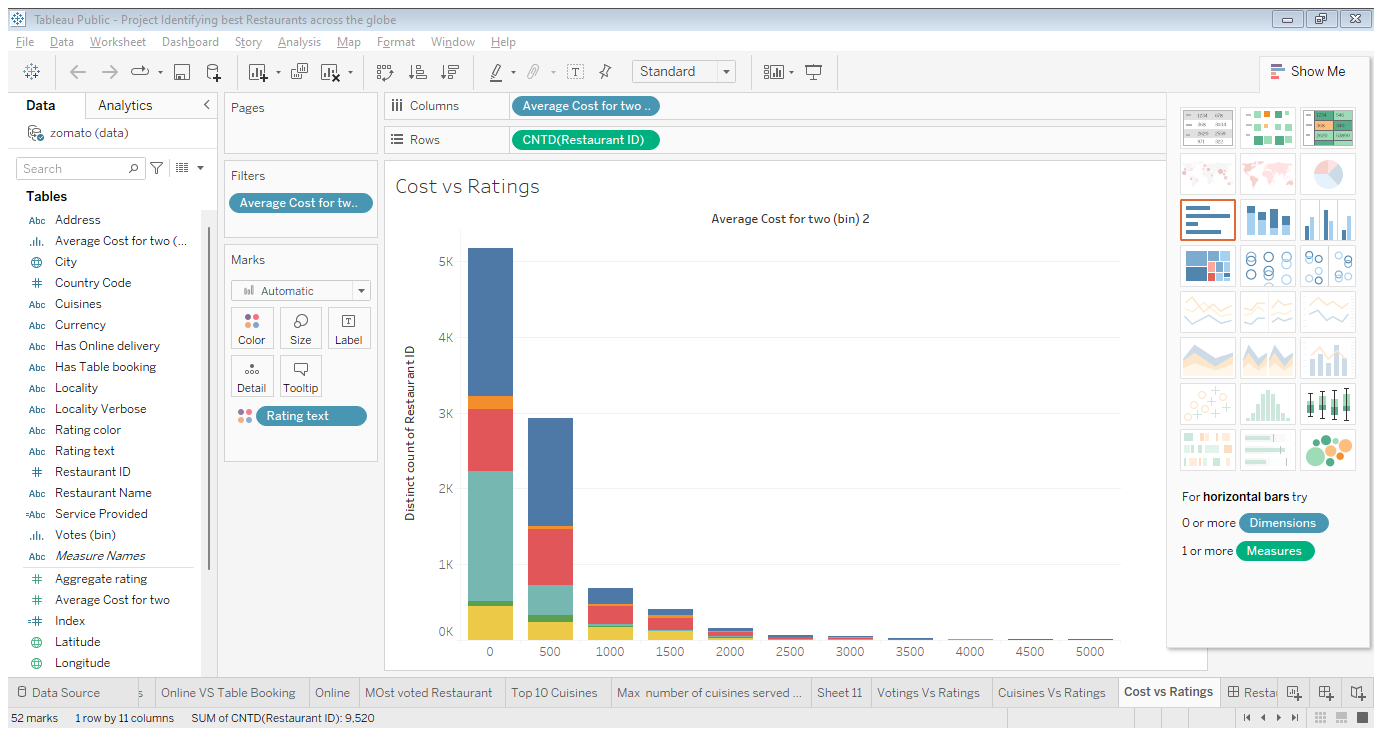 Tableau Public - Project Identifying best Restaurants across the globe
File Data Worksheet Dashboard Story Analysis Map Format Window Help
Standard
Show Me
Data Analytics
zomato (data)
Search
Tables
Abc Address
Average Cost for two (...
City
Country Code
Abc Cuisines
Abc Currency
Abc Has Online delivery
Abc Has Table booking
Abc Locality
Abc Locality Verbose
Abc Rating color
Abc Rating text
Restaurant ID
Abc Restaurant Name
=Abc Service Provided
Votes (bin)
Abc Measure Names
Aggregate rating
Average Cost for two
Index
Latitude
Longitude
Pages
Filters
Average Cost for tw..
Marks
Automatic
Color Size Label
Detail Tooltip
Rating text
Columns Average Cost for two ..
Rows CNTD(Restaurant ID)
Cost vs Ratings
Average Cost for two (bin) 2
Distinct count of Restaurant ID
5K
4K
3K
2K
1K
0K
0 500 1000 1500 2000 2500 3000 3500 4000 4500 5000
For horizontal bars try
0 or more Dimensions
1 or more Measures
Data Source s Online VS Table Booking Online MOst voted Restaurant Top 10 Cuisines Max number of cuisines served ... Sheet 11 Votings Vs Ratings Cuisines Vs Ratings Cost vs Ratings Resta
52 marks 1 row by 11 columns SUM of CNTD(Restaurant ID): 9,520